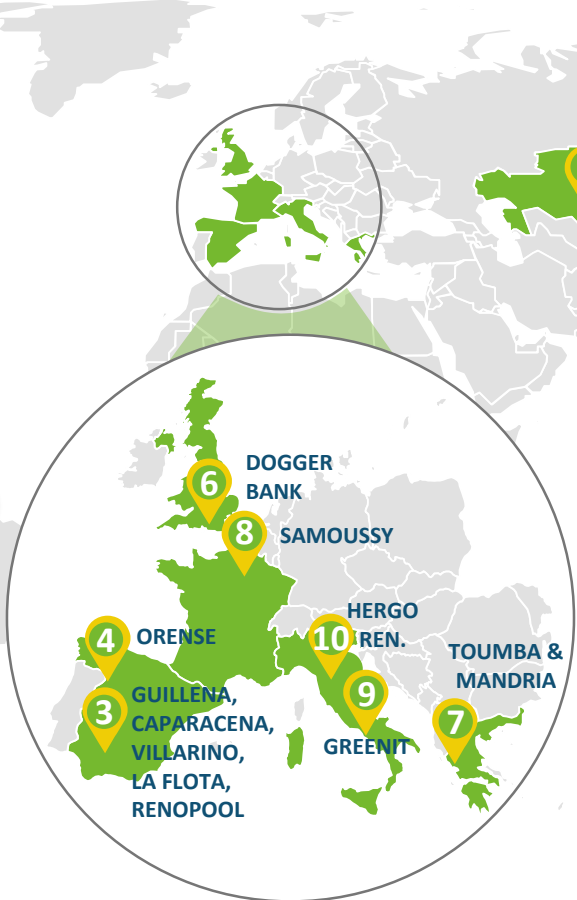 6
DOGGER
BANK
8
SAMOUSSY
4
ORENSE
HERGO
REN.
10
TOUMBA &
MANDRIA
3
GUILLENA,
CAPARACENA,
VILLARINO,
LA FLOTA,
RENOPOOL
9
GREENIT
7